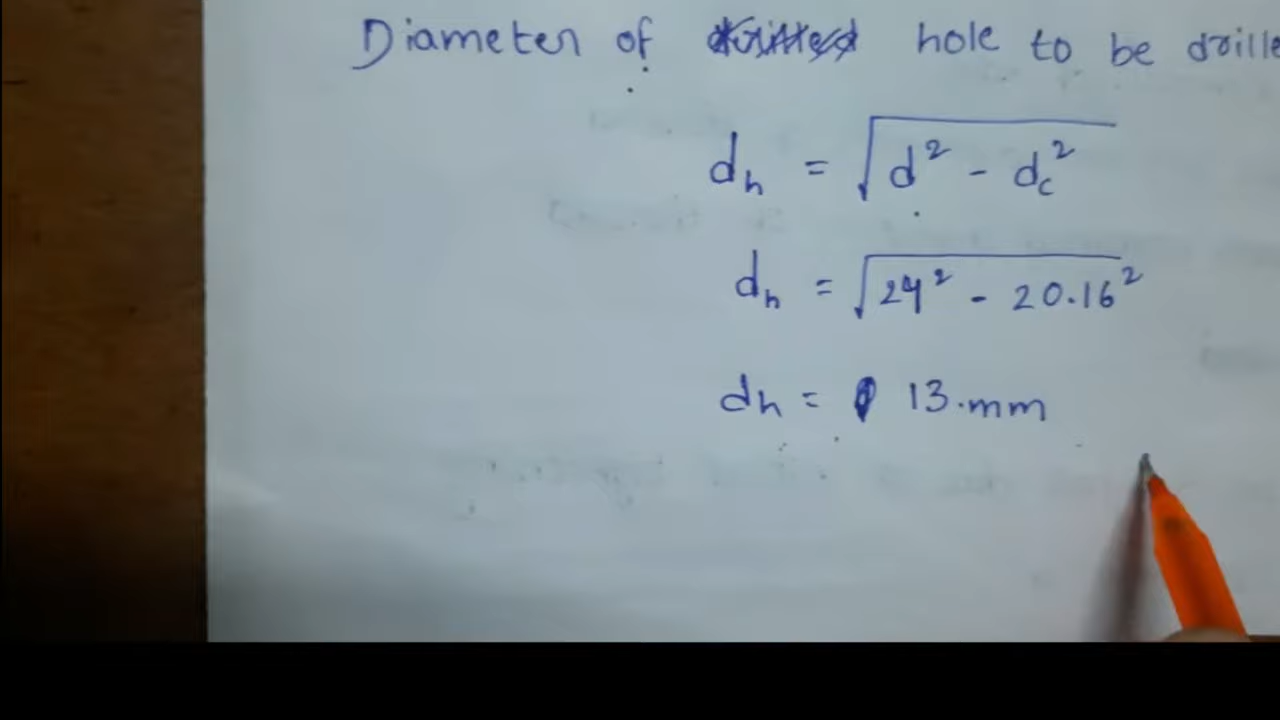 Diameter of hole to be drille
dh = √d² - dc²
dh = √24² - 20.16²
dh = 13.mm